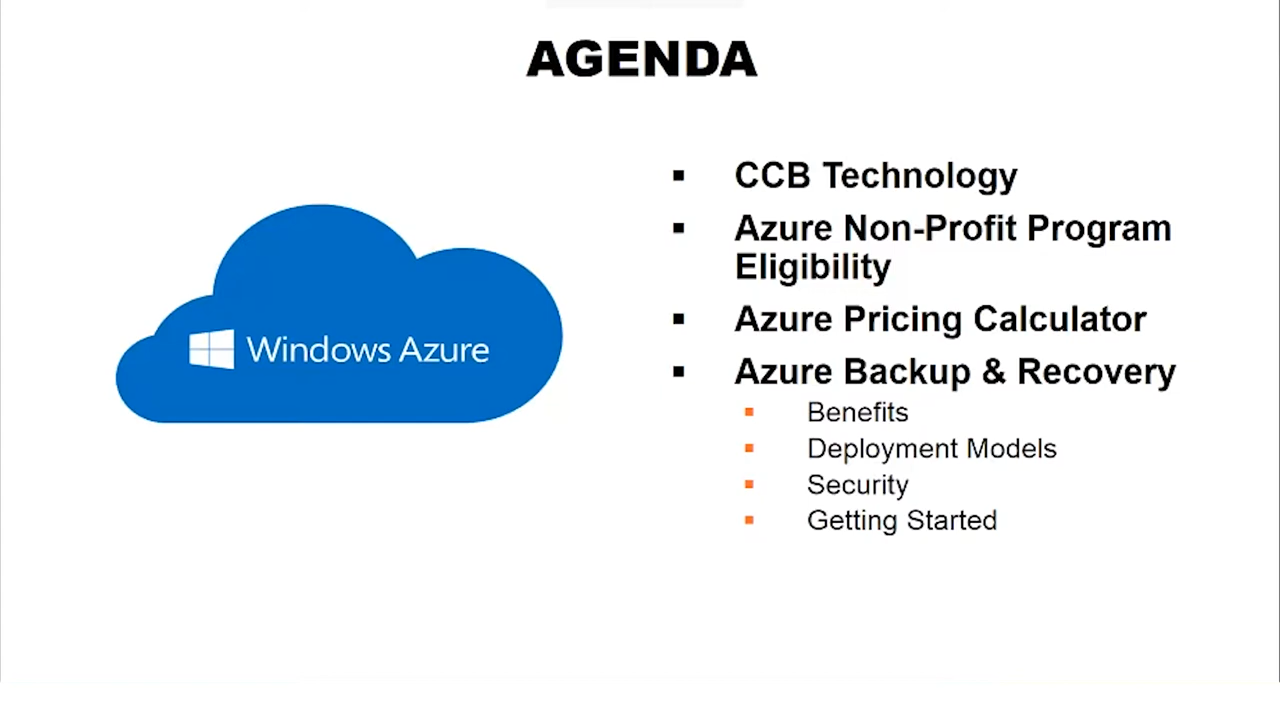 AGENDA
Windows Azure
▪ CCB Technology
▪ Azure Non-Profit Program
Eligibility
▪ Azure Pricing Calculator
▪ Azure Backup & Recovery
▪ Benefits
▪ Deployment Models
▪ Security
▪ Getting Started